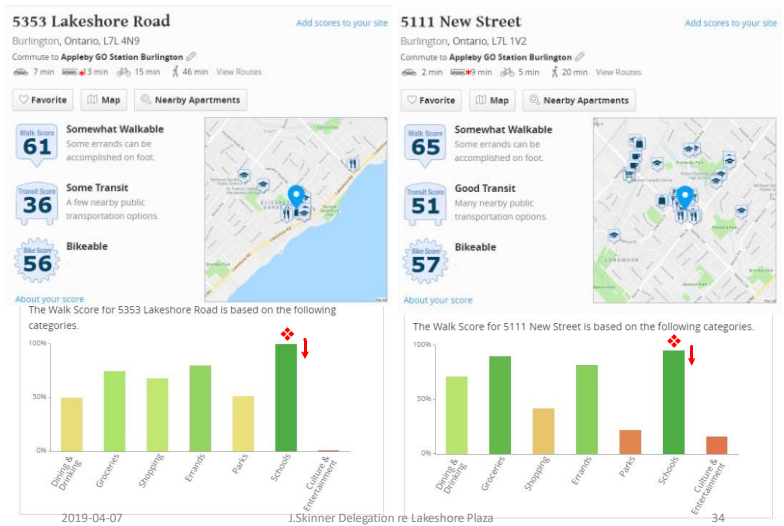 5353 Lakeshore Road
Add scores to your site
Burlington, Ontario, L7L 4N9
Commute to Appleby GO Station Burlington
7 min *13 min 15 min 46 min View Routes
Favorite Map Nearby Apartments
Walk Score
61
Somewhat Walkable
Some errands can be
accomplished on foot.
Transit Score
36
Some Transit
A few nearby public
transportation options.
Bike Score
56
Bikeable
About your score
The Walk Score for 5353 Lakeshore Road is based on the following
categories.
100%
50%
0%
Dining &
Drinking
Groceries
Shopping
Errands
Parks
Schools
Culture &
Entertainment
5111 New Street
Add scores to your site
Burlington, Ontario, L7L 1V2
Commute to Appleby GO Station Burlington
2 min *9 min 5 min 20 min View Routes
Favorite Map Nearby Apartments
Walk Score
65
Somewhat Walkable
Some errands can be
accomplished on foot.
Transit Score
51
Good Transit
Many nearby public
transportation options.
Bike Score
57
Bikeable
LONGMOOR
About your score
The Walk Score for 5111 New Street is based on the following categories.
100%
50%
0%
Dining &
Drinking
Groceries
Shopping
Errands
Parks
Schools
Culture &
Entertainment
2019-04-07
J.Skinner Delegation re Lakeshore Plaza
34